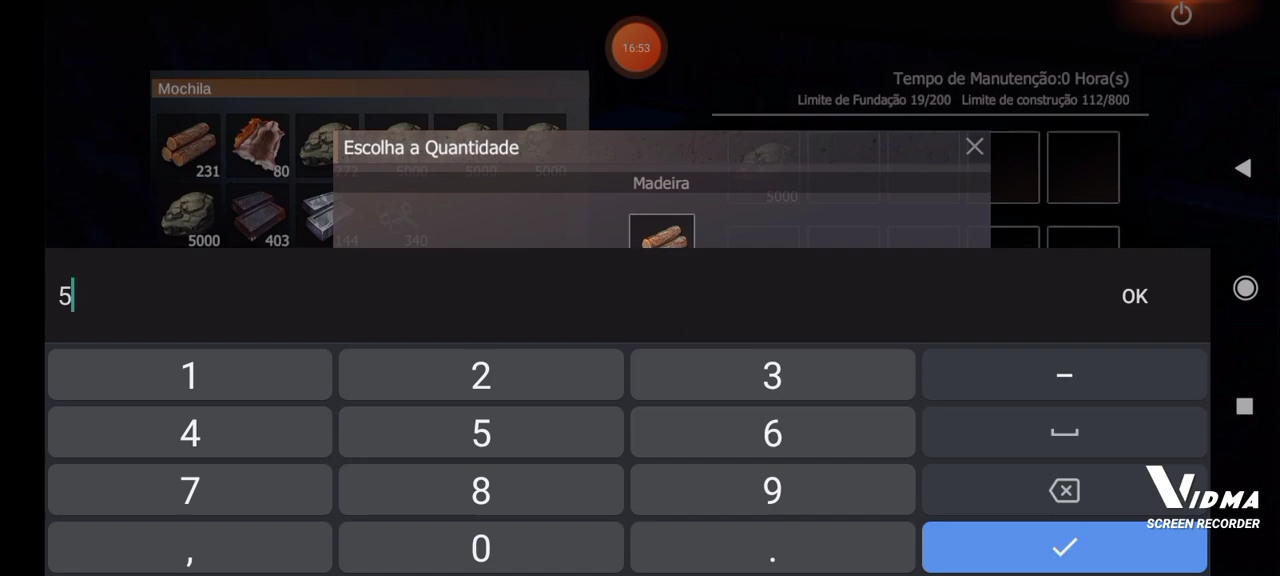 16:53
Mochila
Tempo de Manutenção:0 Hora(s)
Limite de Fundação 19/200 Limite de construção 112/800
231
80
272
5000
5000
5000
Escolha a Quantidade
Madeira
5000
5000
403
144
340
5
OK
1 2 3 -
4 5 6
7 8 9
, 0 .
VIDMA
SCREEN RECORDER